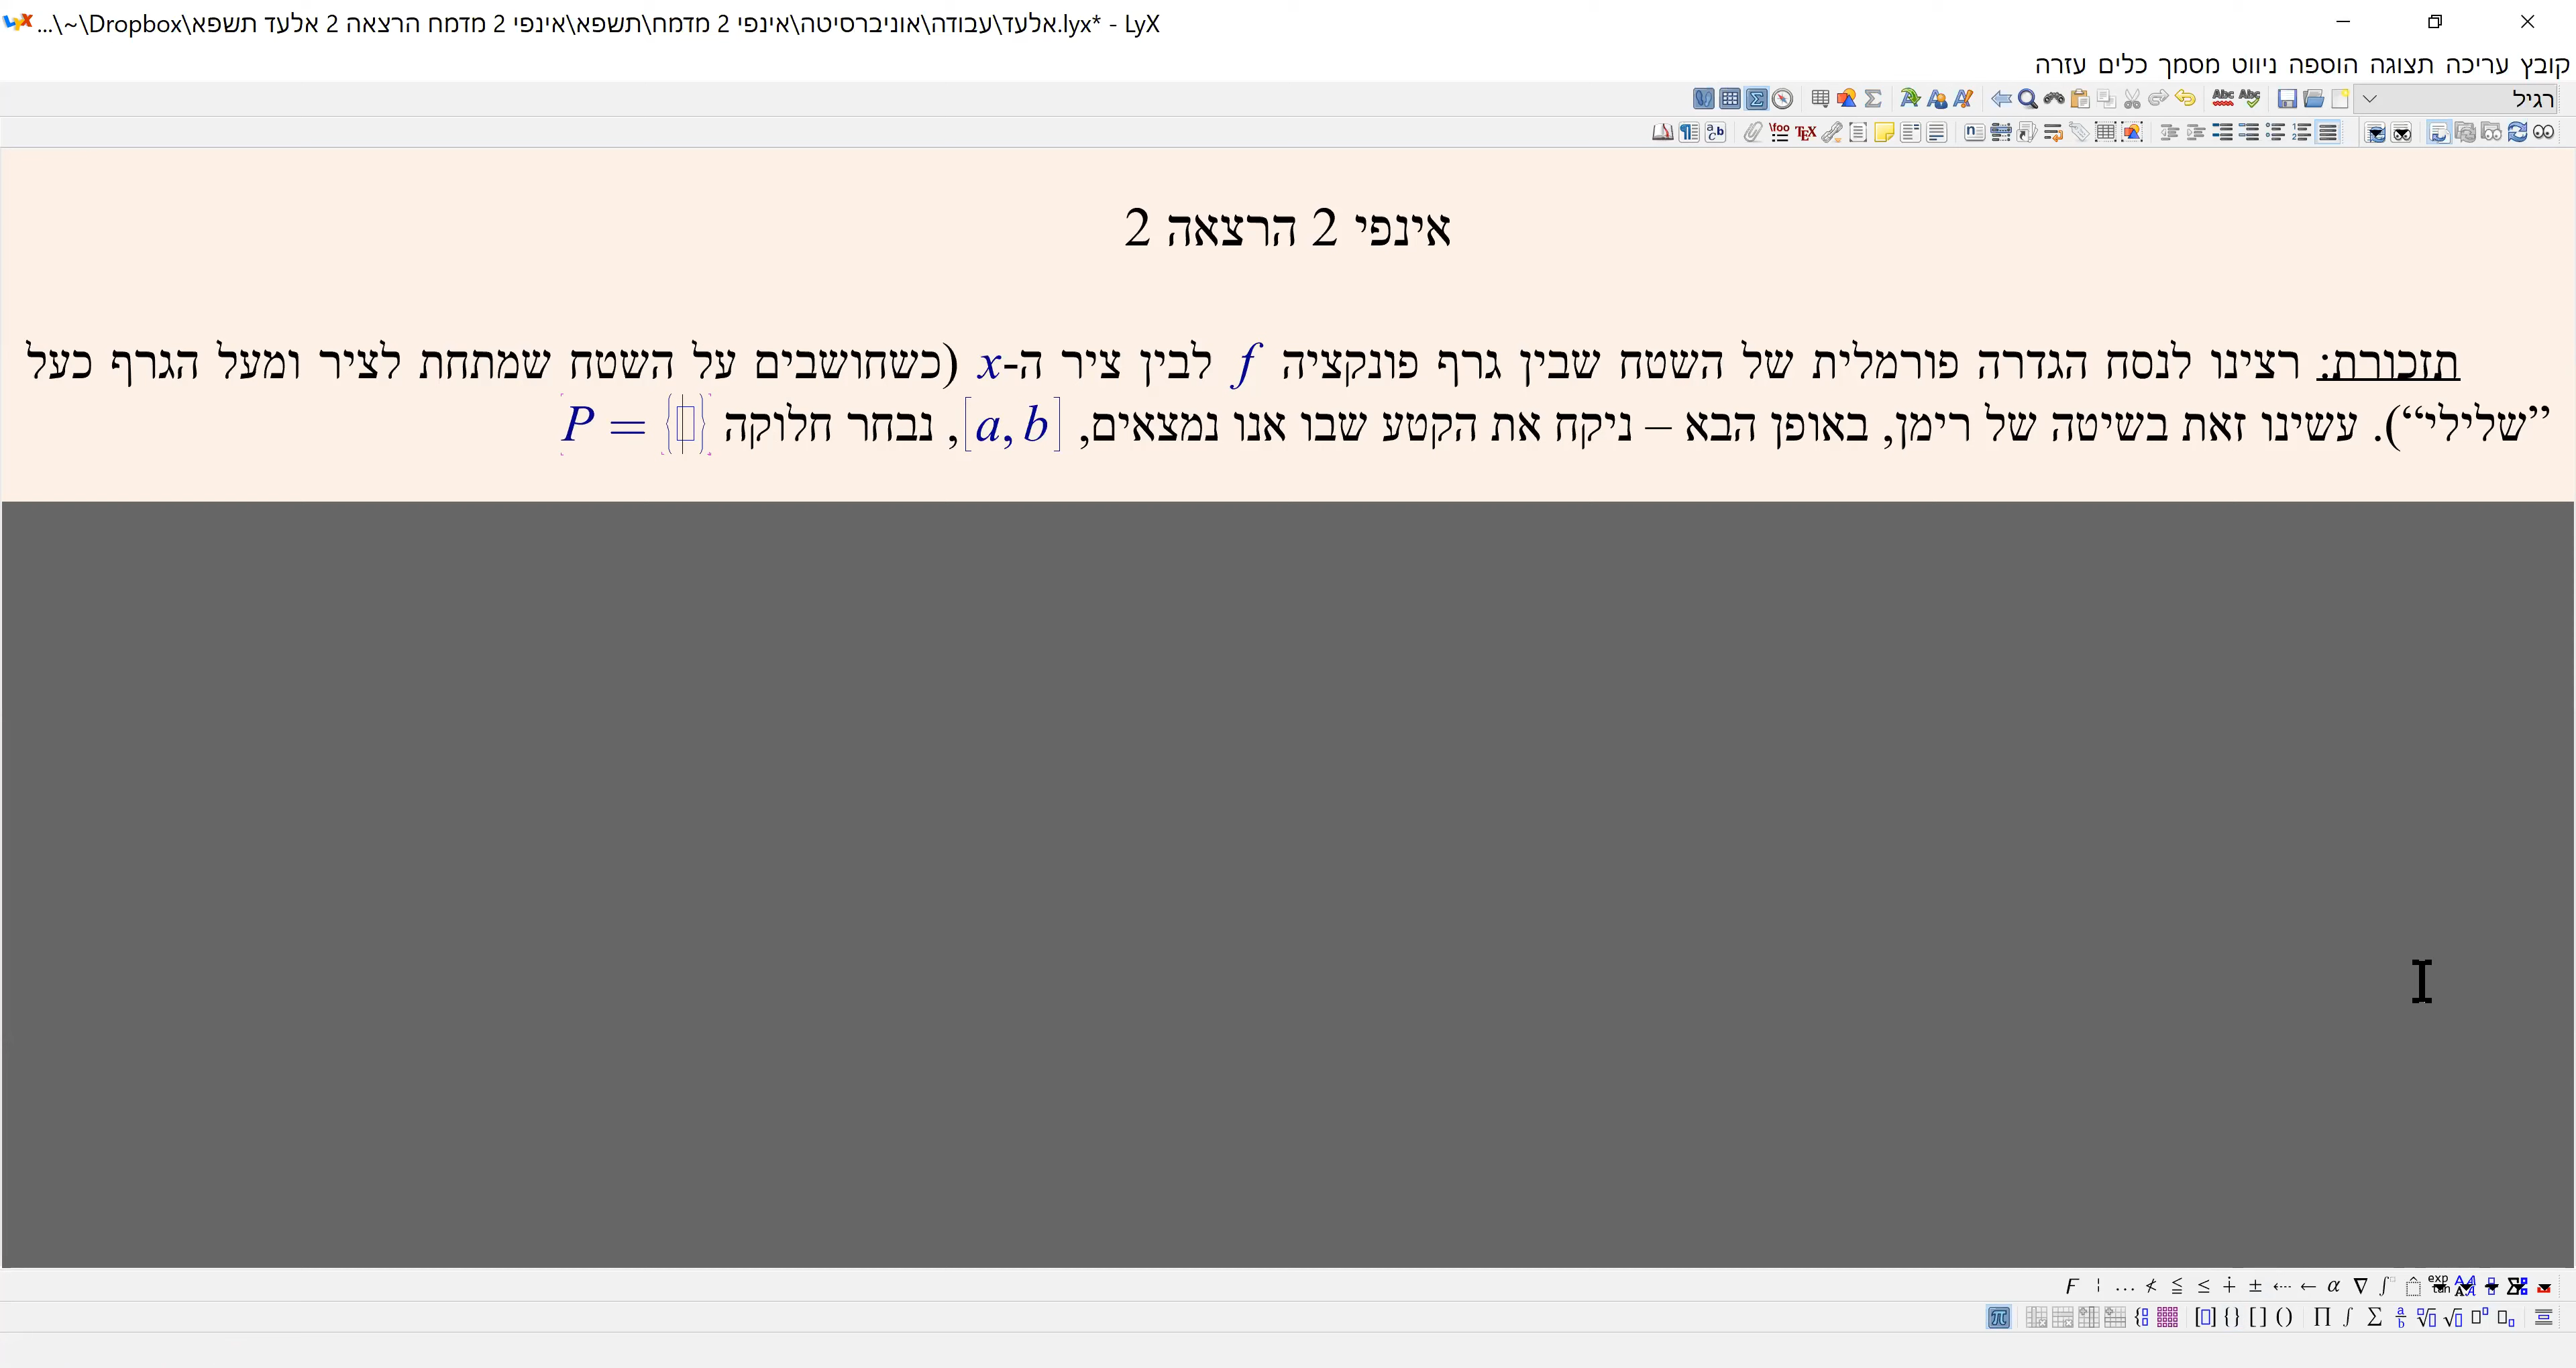 ...\~\Dropbox\אלעד\עבודה\אוניברסיטה\אינפי 2 מדמח\תשפא\אינפי 2 מדמח הרצאה 2 אלעד תשפא.lyx* - LyX
קובץ עריכה תצוגה הוספה ניווט מסמך כלים עזרה
רגיל
אינפי 2 הרצאה 2
תזכורת: רצינו לנסח הגדרה פורמלית של השטח שבין גרף פונקציה f לבין ציר ה-x (כשחושבים על השטח שמתחת לציר ומעל הגרף כעל
”שלילי“). עשינו זאת בשיטה של רימן, באופן הבא – ניקח את הקטע שבו אנו נמצאים, [a, b], נבחר חלוקה P = {}